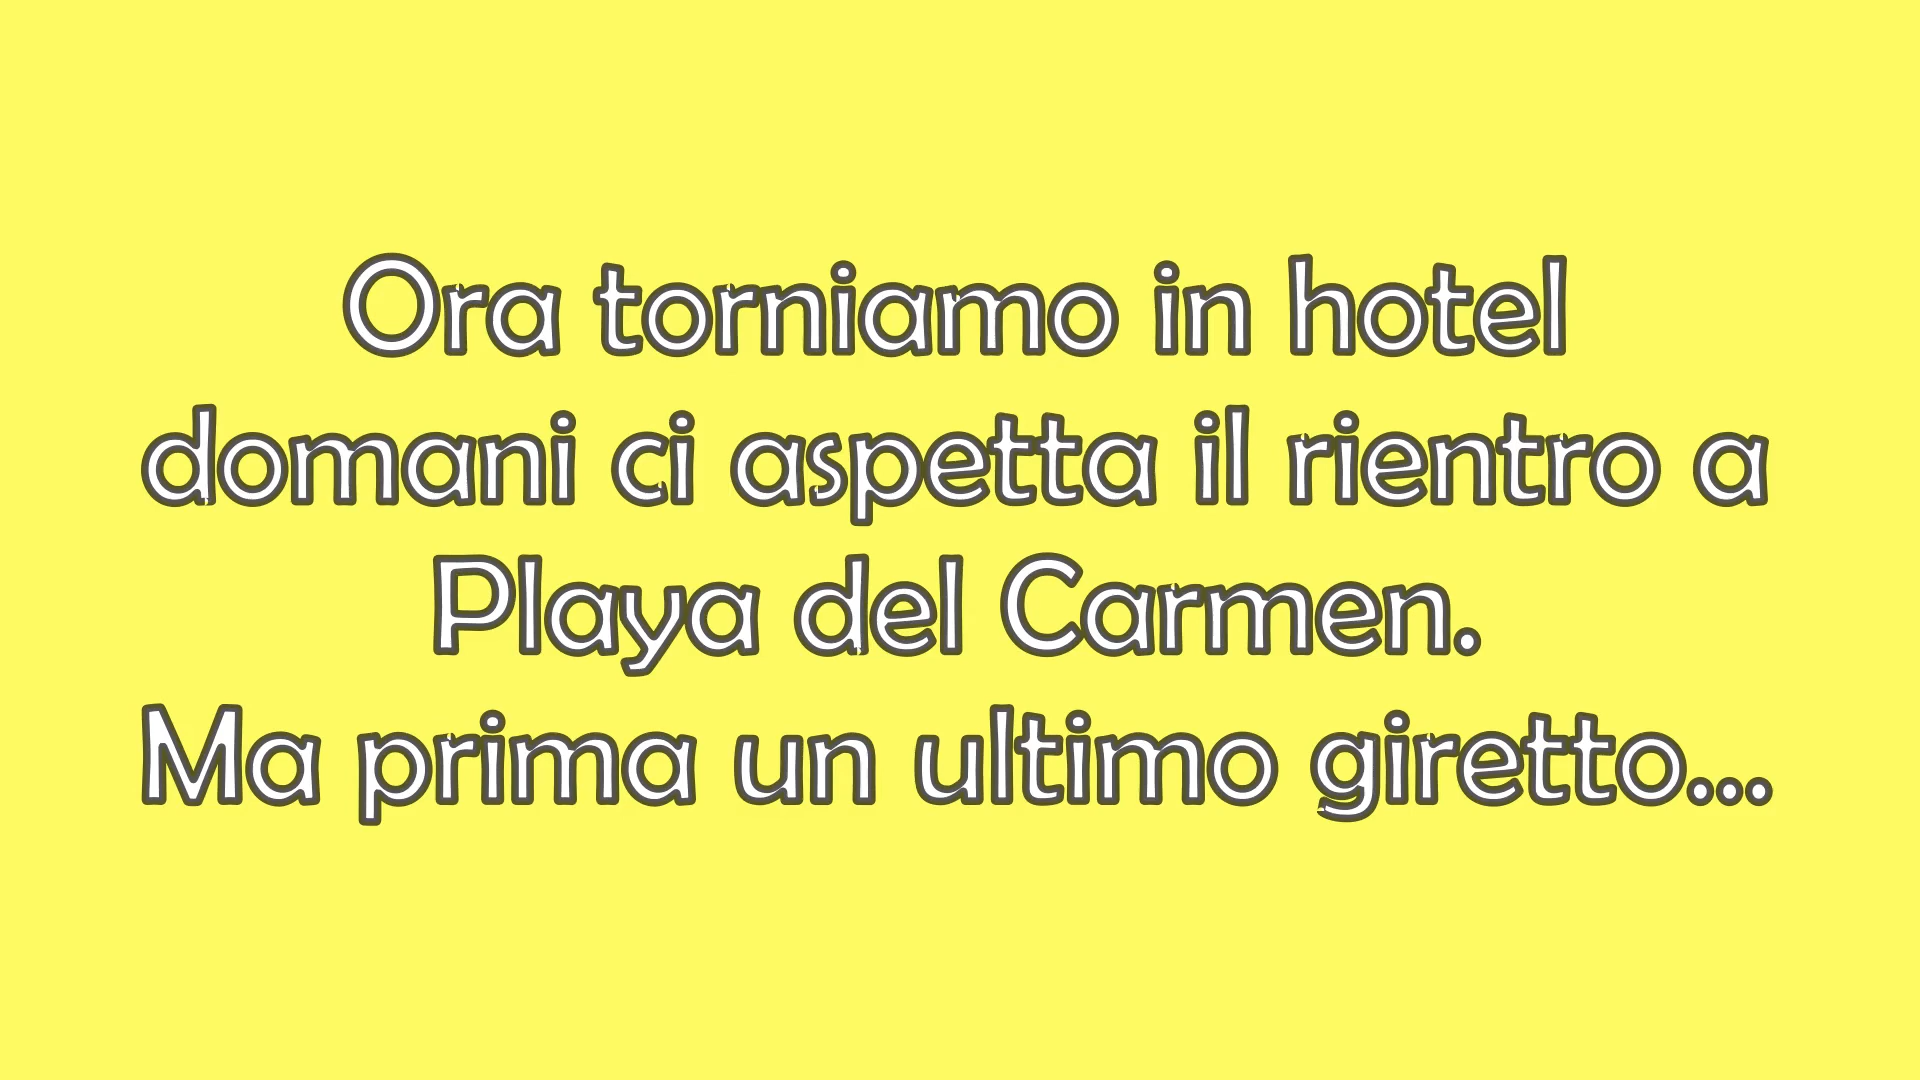 Ora torniamo in hotel
domani ci aspetta il rientro a
Playa del Carmen.
Ma prima un ultimo giretto...